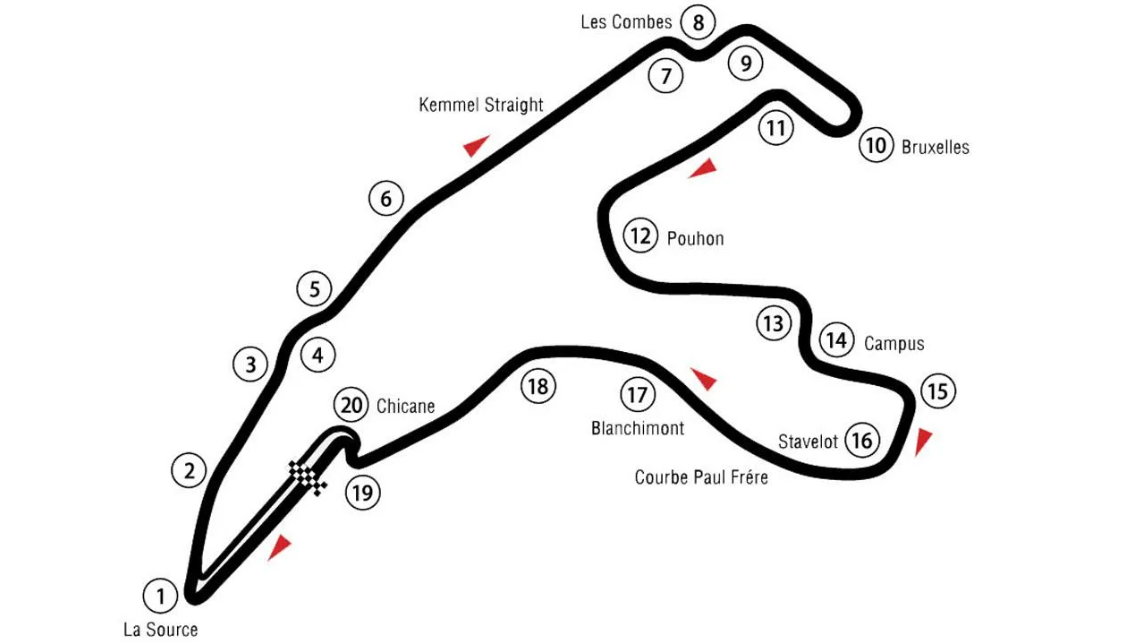 Les Combes 8
7
9
Kemmel Straight
11
10 Bruxelles
6
12 Pouhon
5
13
14 Campus
3
4
18
17
15
20 Chicane
Blanchimont
Stavelot 16
2
Courbe Paul Frére
19
1
La Source